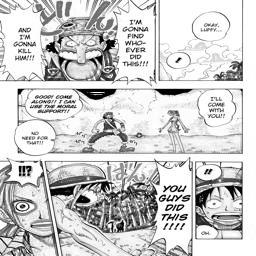 OKAY,
LUFFY...
!
I'M
GONNA
FIND
WHO-
EVER
DID
THIS!!!
AND
I'M
GONNA
KILL
HIM!!!
I'LL
COME
WITH
YOU!!
GOOD! COME
ALONG!! I CAN
USE THE MORAL
SUPPORT!!
NO
NEED FOR
THAT!!
!!
OH.
YOU
GUYS
DID
THIS
!!!!
!!?